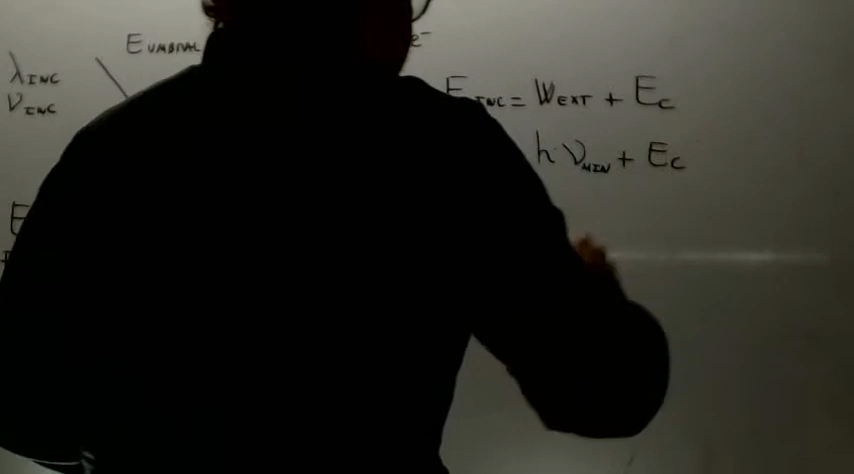 E UMBRAL e⁻
λ INC
ν INC
E INC = W EXT + E C
h·ν MIN + E C
E